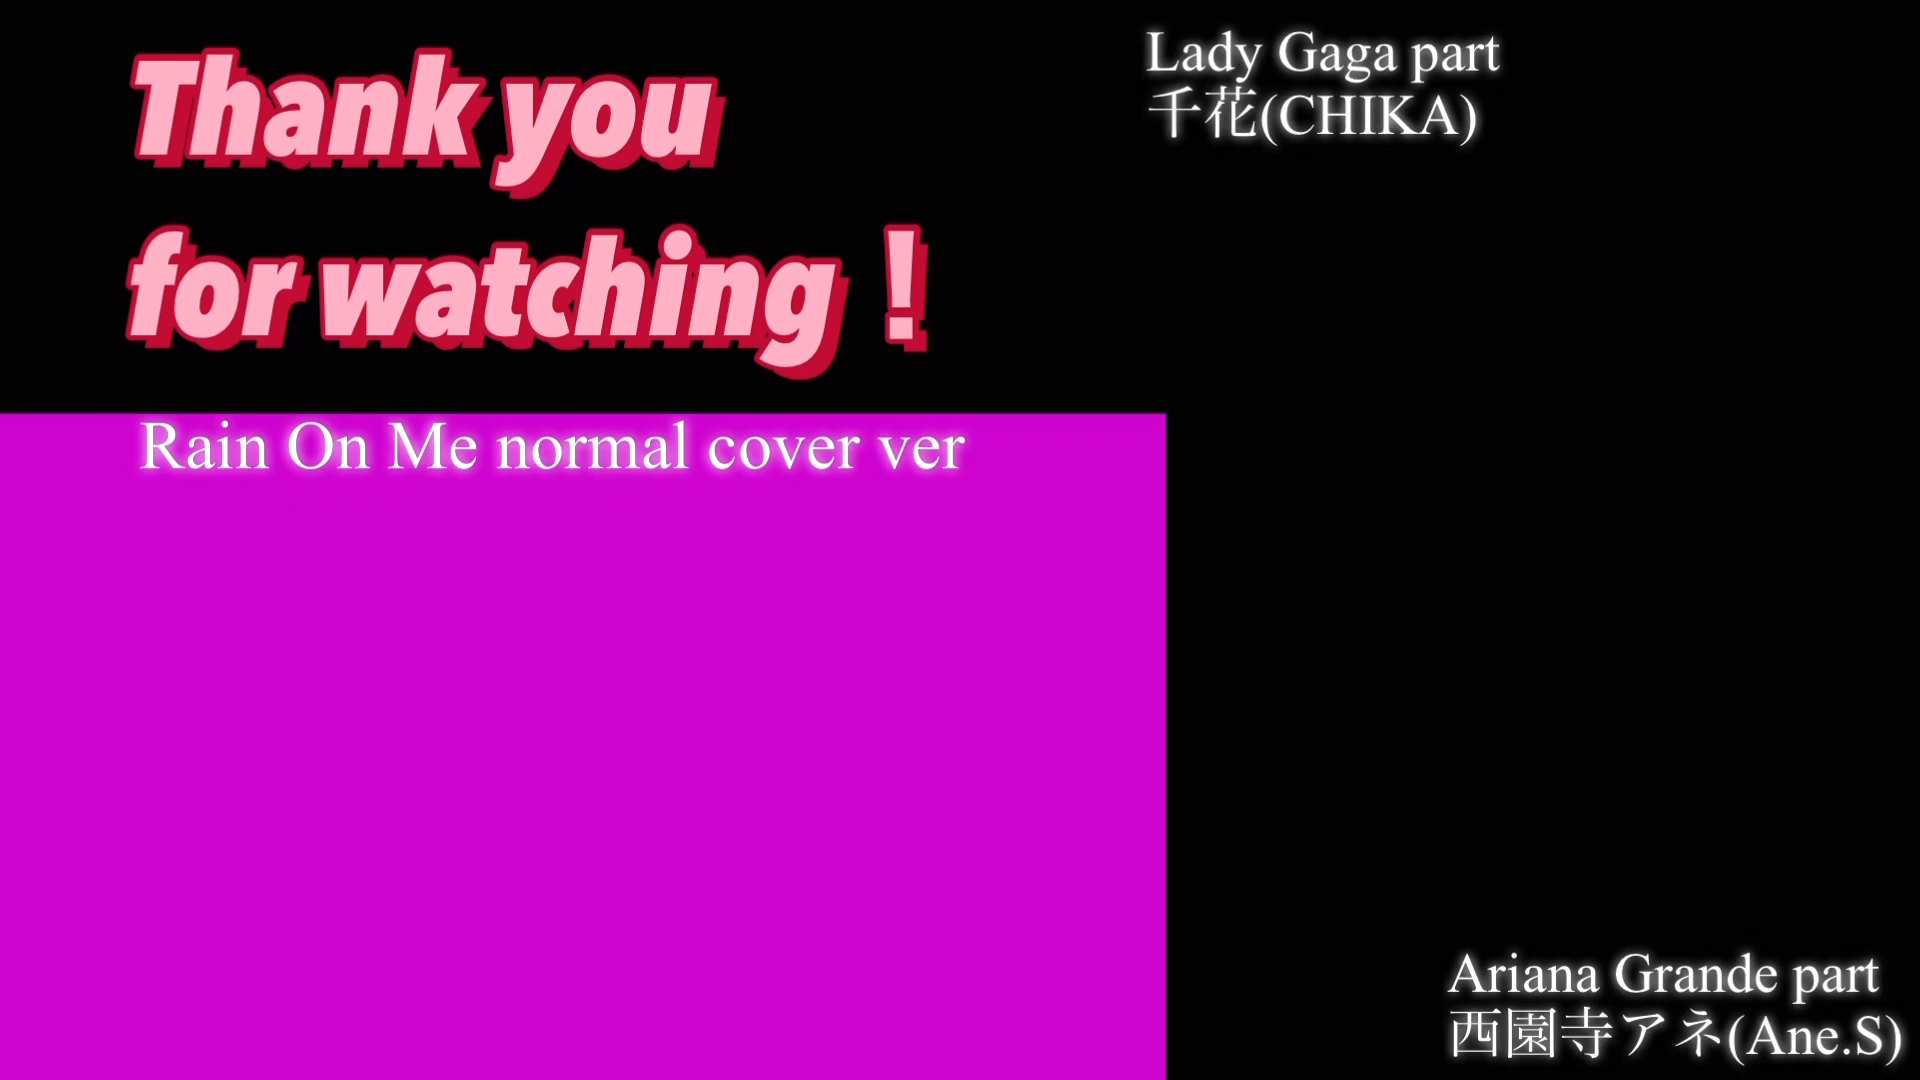 Thank you
for watching！
Rain On Me normal cover ver
Lady Gaga part
千花(CHIKA)
Ariana Grande part
西園寺アネ(Ane.S)